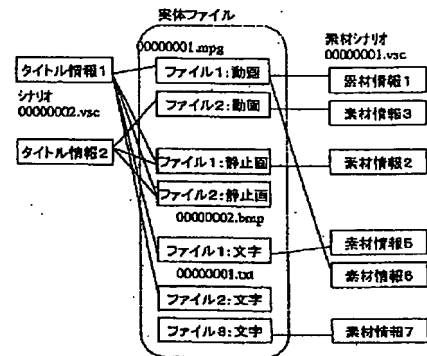 実体ファイル
00000001.mpg
素材シナリオ
00000001.vsc
タイトル情報1
ファイル1:動画
素材情報1
シナリオ
00000002.vsc
ファイル2:動画
素材情報3
タイトル情報2
ファイル1:静止画
素材情報2
ファイル2:静止画
00000002.bmp
ファイル1:文字
素材情報5
00000001.txt
素材情報6
ファイル2:文字
ファイル8:文字
素材情報7